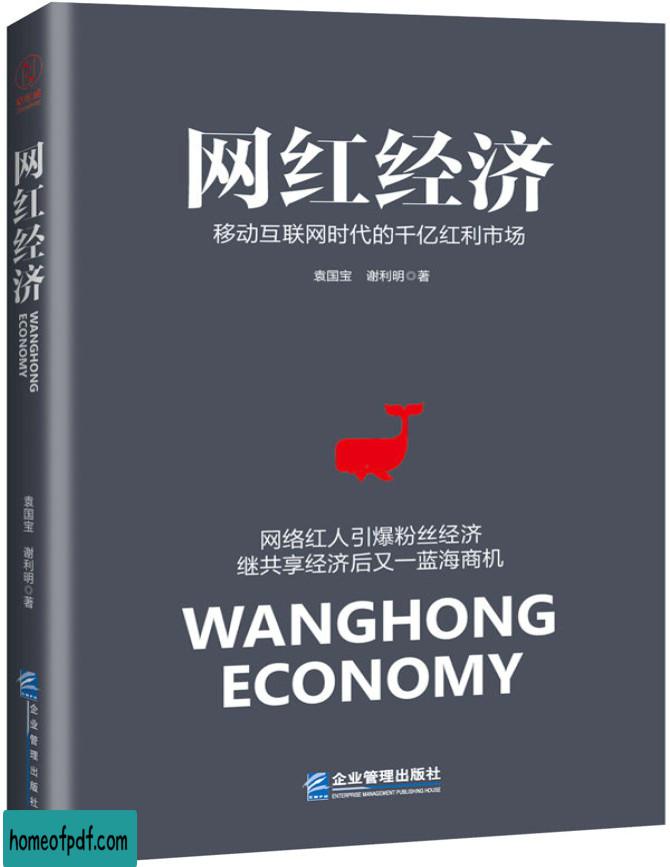 网红经济
移动互联网时代的千亿红利市场
袁国宝 谢利明◎著
网络红人引爆粉丝经济
继共享经济后又一蓝海商机
WANGHONG
ECONOMY
企业管理出版社
ENTERPRISE MANAGEMENT PUBLISHING HOUSE
网红经济
WANGHONG
ECONOMY
袁国宝 谢利明◎著
企业管理出版社
homeofpdf.com